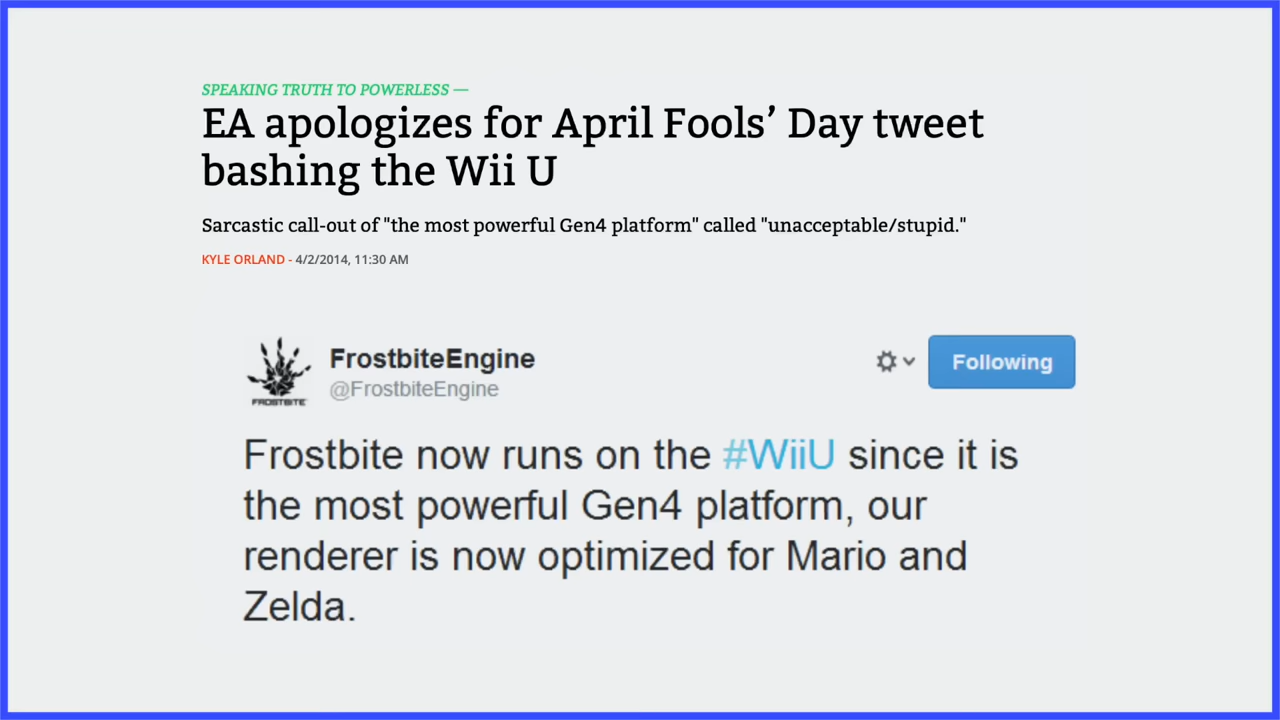 SPEAKING TRUTH TO POWERLESS —
EA apologizes for April Fools’ Day tweet
bashing the Wii U
Sarcastic call-out of "the most powerful Gen4 platform" called "unacceptable/stupid."
KYLE ORLAND - 4/2/2014, 11:30 AM
FROSTBITE
FrostbiteEngine
@FrostbiteEngine
Following
Frostbite now runs on the #WiiU since it is
the most powerful Gen4 platform, our
renderer is now optimized for Mario and
Zelda.